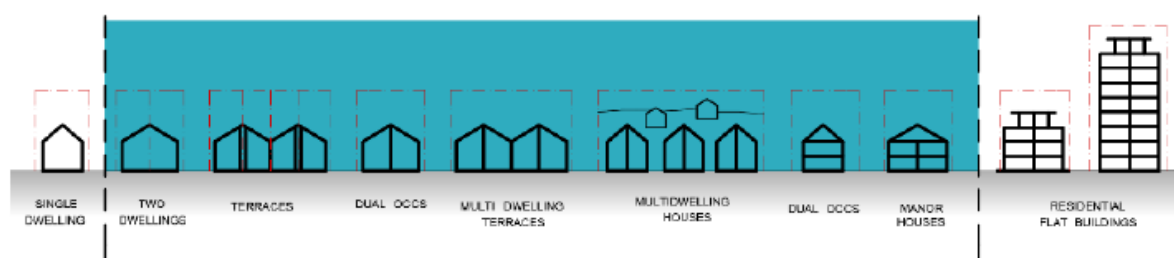 SINGLE
DWELLING
TWO
DWELLINGS
TERRACES
DUAL OCCS
MULTI DWELLING
TERRACES
MULTIDWELLING
HOUSES
DUAL OCCS
MANOR
HOUSES
RESIDENTIAL
FLAT BUILDINGS